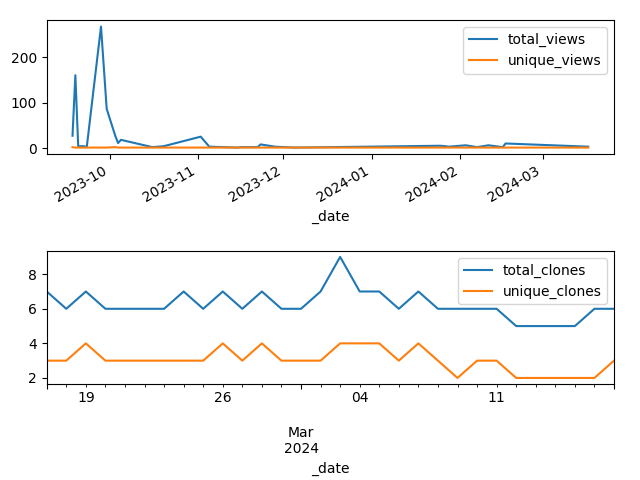 total_views
unique_views
200
100
0
2023-10
2023-11
2023-12
2024-01
2024-02
2024-03
_date
total_clones
unique_clones
8
6
4
2
19
26
04
11
Mar
2024
_date